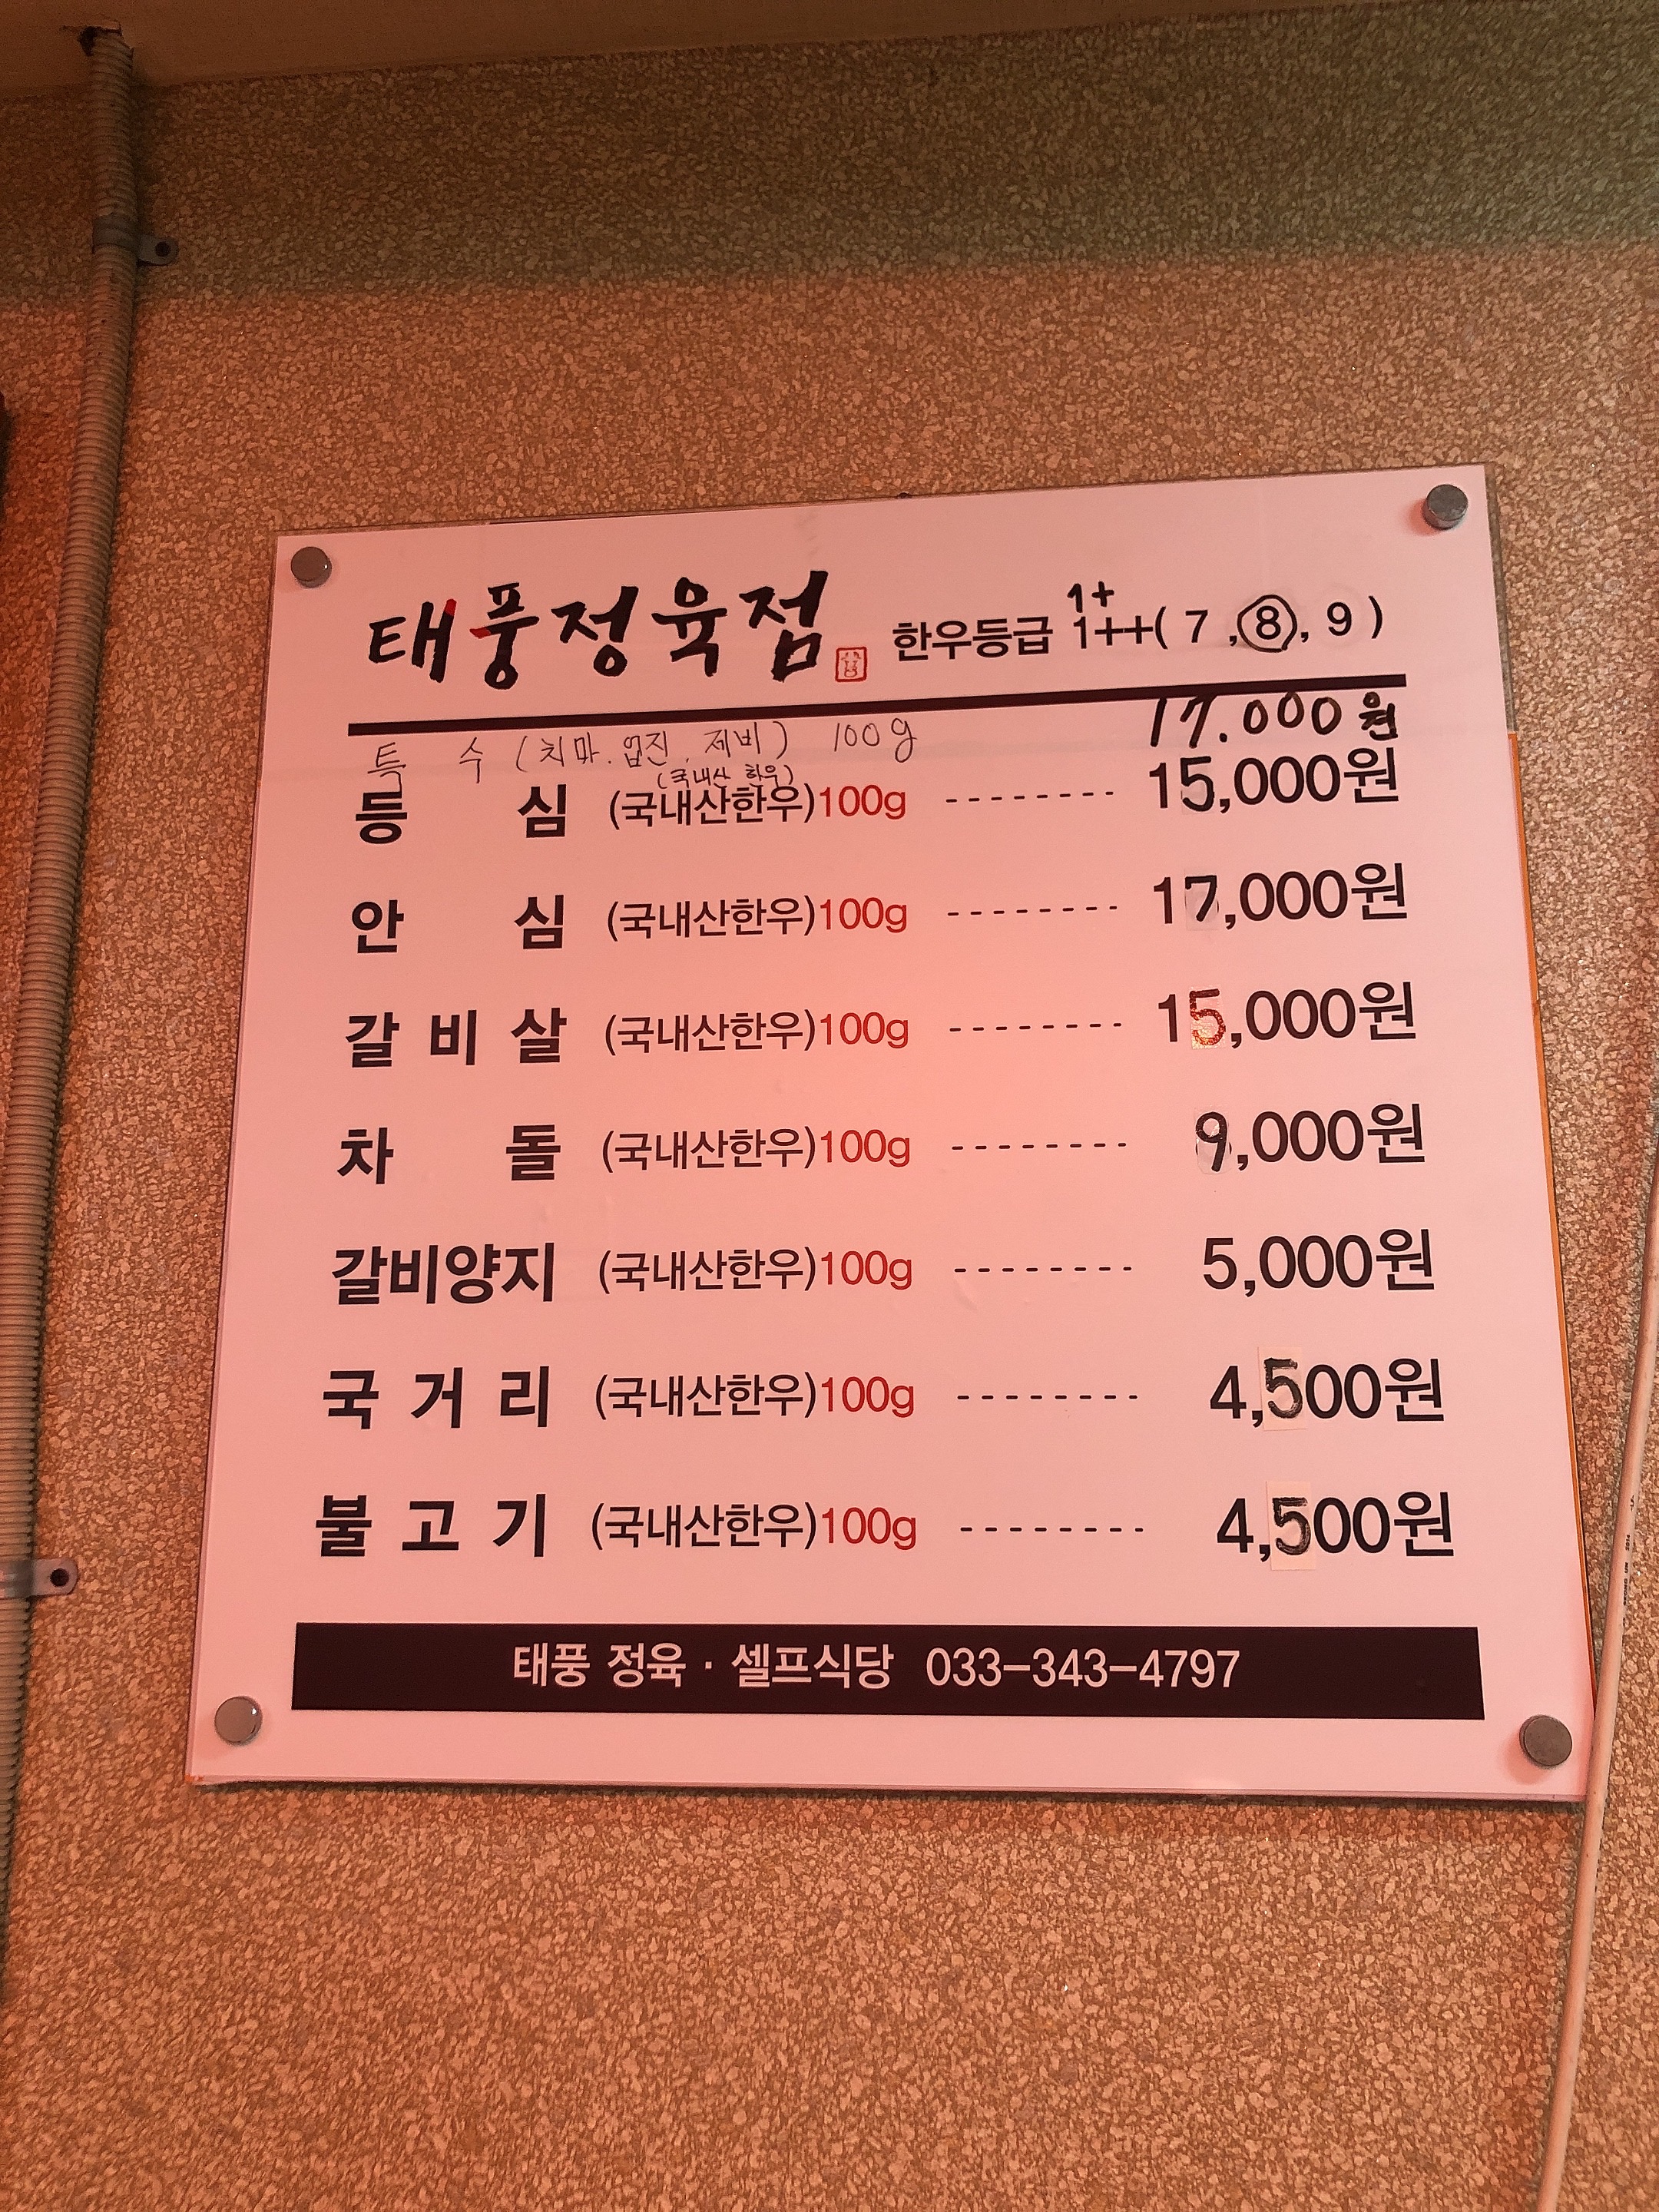 태풍정육점 한우등급 1++( 7 , 8 , 9 )
1+
특 수 (치마. 업진, 제비) 100g 17.000원
(국내산 한우)
등 심 (국내산한우)100g -------- 15,000원
안 심 (국내산한우)100g -------- 17,000원
갈 비 살 (국내산한우)100g -------- 15,000원
차 돌 (국내산한우)100g -------- 9,000원
갈비양지 (국내산한우)100g -------- 5,000원
국 거 리 (국내산한우)100g -------- 4,500원
불 고 기 (국내산한우)100g -------- 4,500원
태풍 정육 · 셀프식당 033-343-4797